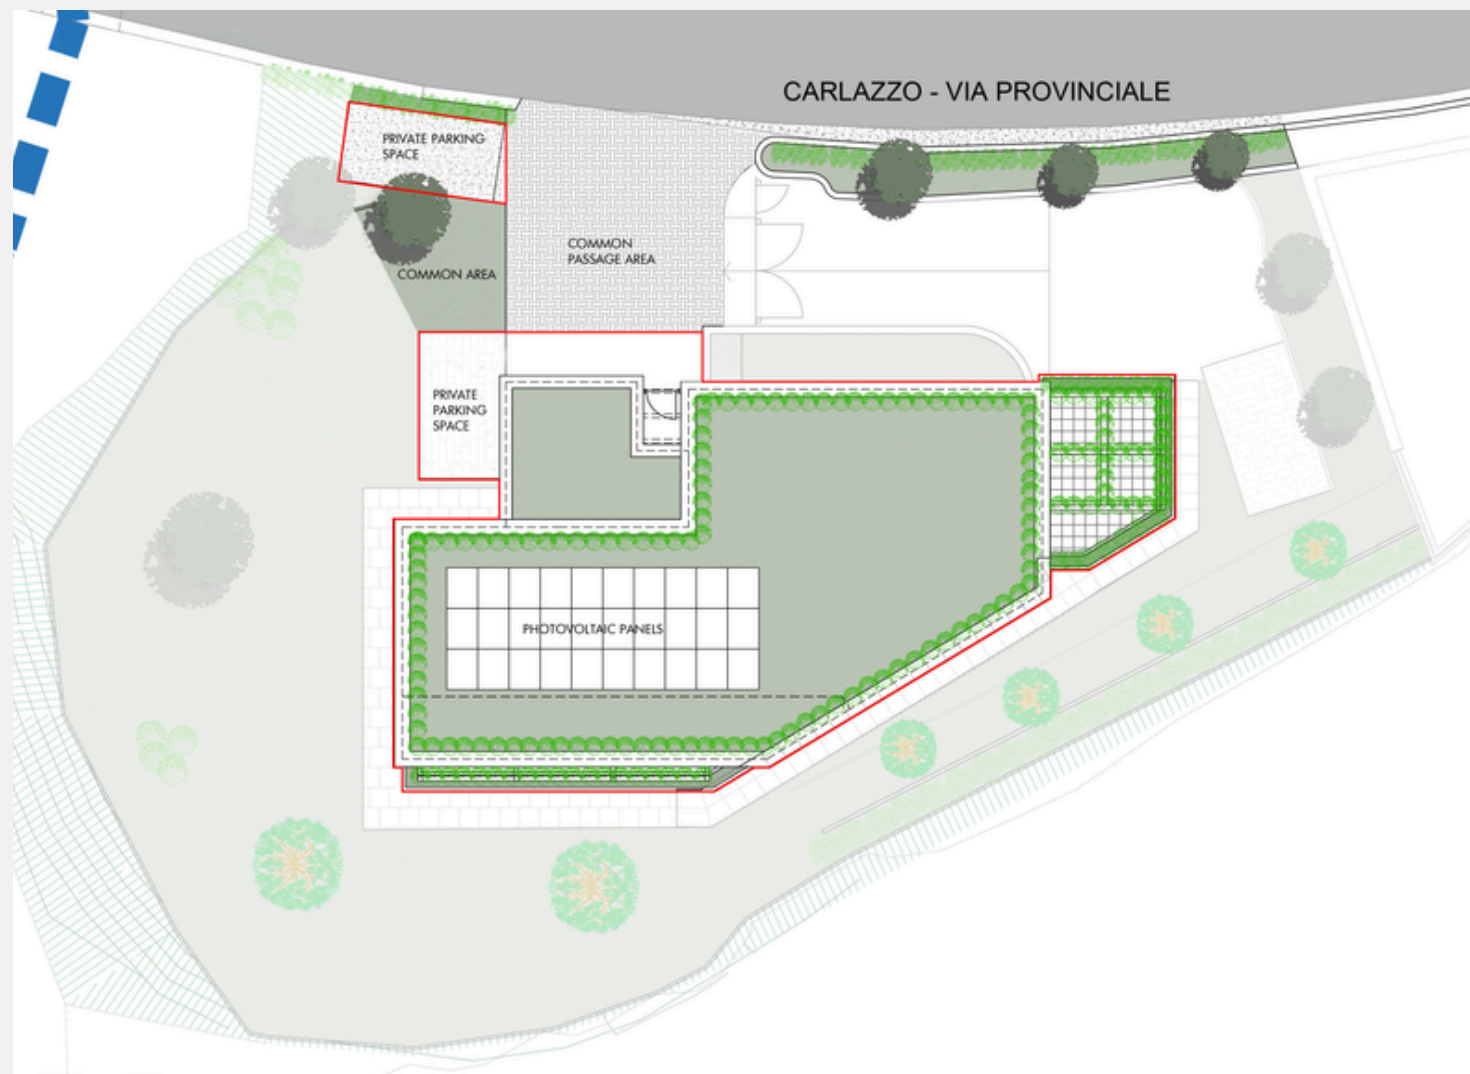 CARLAZZO - VIA PROVINCIALE
PRIVATE PARKING
SPACE
COMMON
PASSAGE AREA
COMMON AREA
PRIVATE
PARKING
SPACE
PHOTOVOLTAIC PANELS